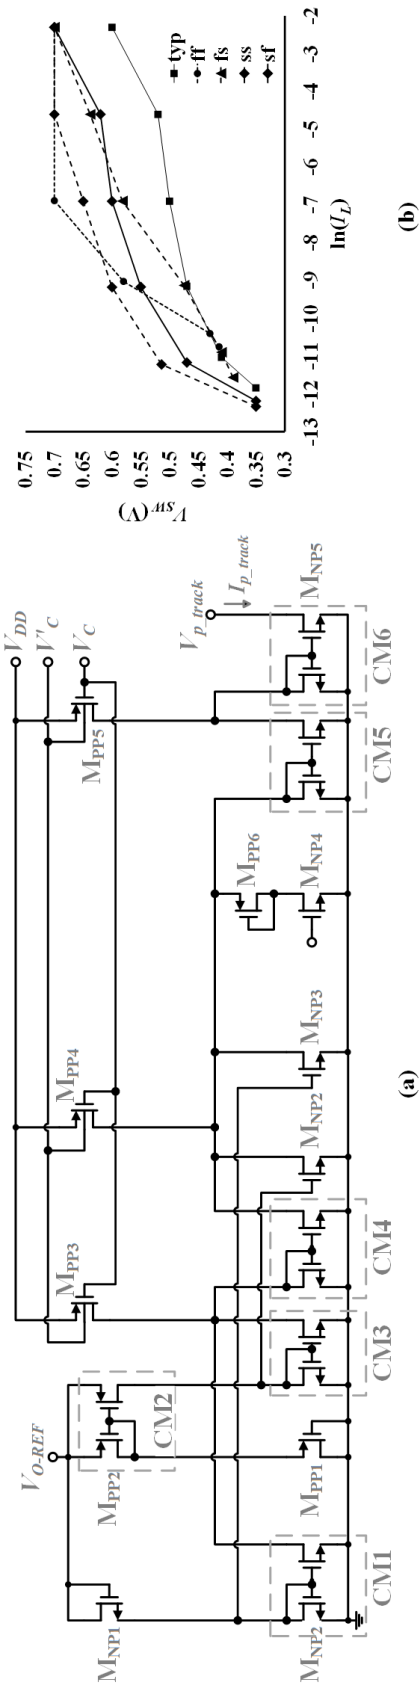 V_DD
V'_C
V_C
V_O-REF
M_PP3
M_PP4
M_PP5
M_NP1
M_PP2
CM2
V_p_track
I_p_track
M_PP6
M_PP1
M_NP2
M_NP2
M_NP3
M_NP4
M_NP5
CM1
CM3
CM4
CM5
CM6
(a)
V_SW (V)
0.75
0.7
0.65
0.6
0.55
0.5
0.45
0.4
0.35
0.3
-13 -12 -11 -10 -9 -8 -7 -6 -5 -4 -3 -2
ln(I_L)
typ
ff
fs
ss
sf
(b)